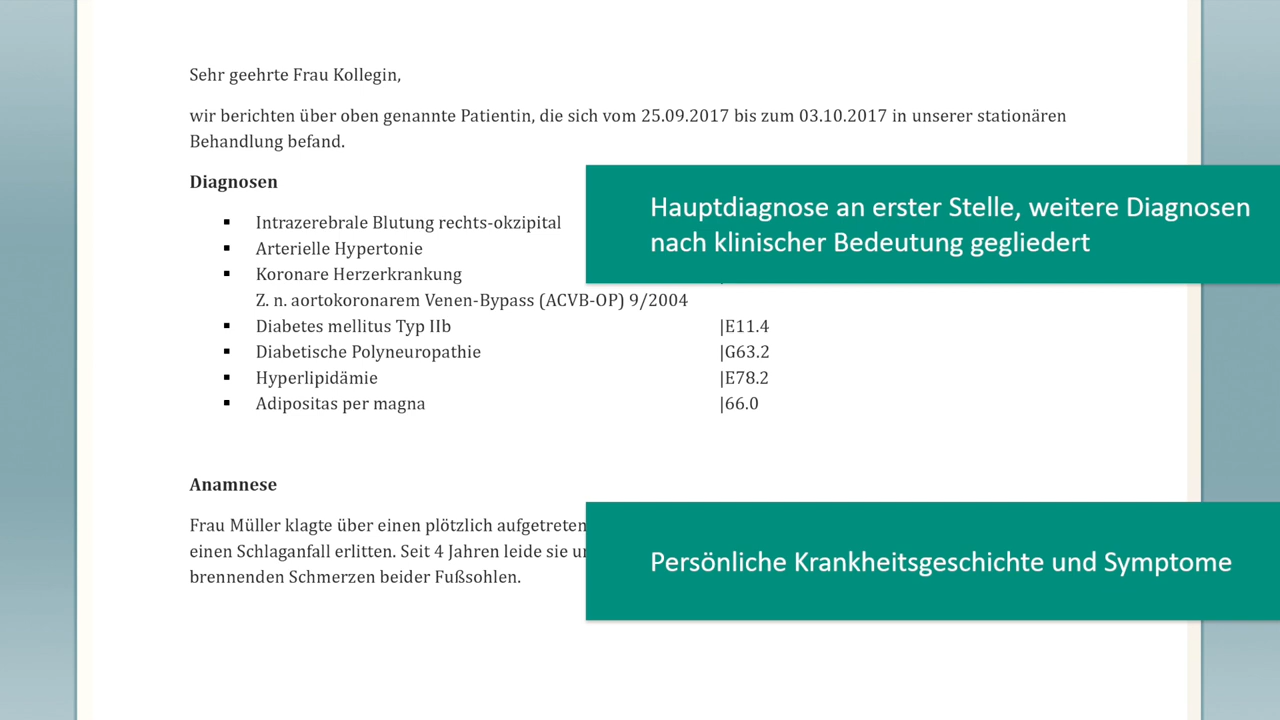 Sehr geehrte Frau Kollegin,
wir berichten über oben genannte Patientin, die sich vom 25.09.2017 bis zum 03.10.2017 in unserer stationären
Behandlung befand.
Diagnosen
Hauptdiagnose an erster Stelle, weitere Diagnosen
nach klinischer Bedeutung gegliedert
▪ Intrazerebrale Blutung rechts-okzipital
▪ Arterielle Hypertonie
▪ Koronare Herzerkrankung
Z. n. aortokoronarem Venen-Bypass (ACVB-OP) 9/2004
▪ Diabetes mellitus Typ IIb |E11.4
▪ Diabetische Polyneuropathie |G63.2
▪ Hyperlipidämie |E78.2
▪ Adipositas per magna |66.0
Anamnese
Frau Müller klagte über einen plötzlich aufgetreten
einen Schlaganfall erlitten. Seit 4 Jahren leide sie
brennenden Schmerzen beider Fußsohlen.
Persönliche Krankheitsgeschichte und Symptome